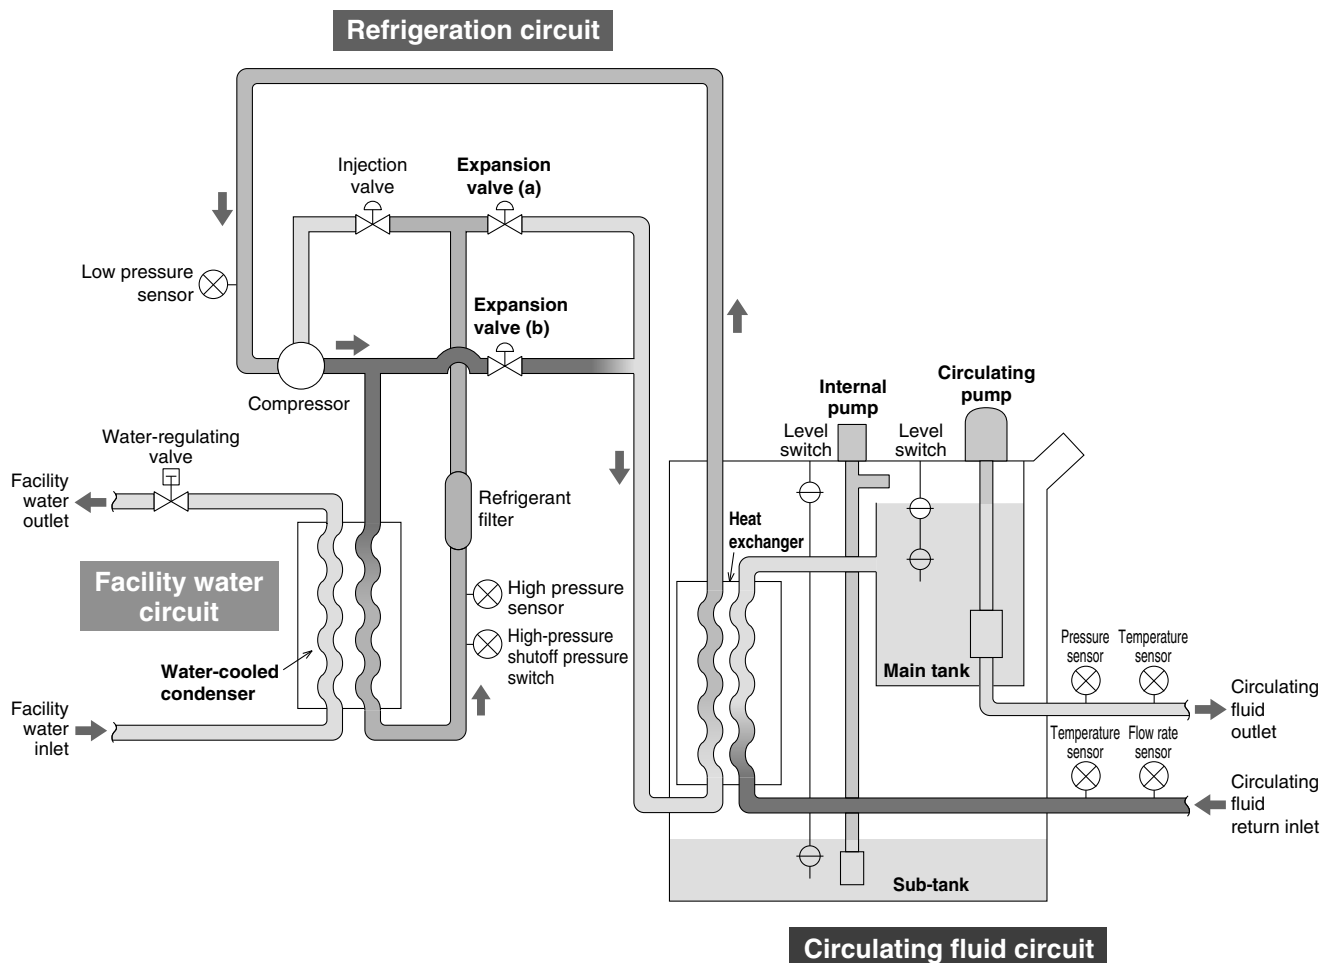 Refrigeration circuit
Injection
valve
Expansion
valve (a)
Low pressure
sensor
Expansion
valve (b)
Compressor
Water-regulating
valve
Facility
water
outlet
Refrigerant
filter
Facility water
circuit
High pressure
sensor
High-pressure
shutoff pressure
switch
Water-cooled
condenser
Facility
water
inlet
Internal
pump
Circulating
pump
Level
switch
Level
switch
Heat
exchanger
Main tank
Pressure
sensor
Temperature
sensor
Circulating
fluid
outlet
Temperature
sensor
Flow rate
sensor
Circulating
fluid
return inlet
Sub-tank
Circulating fluid circuit